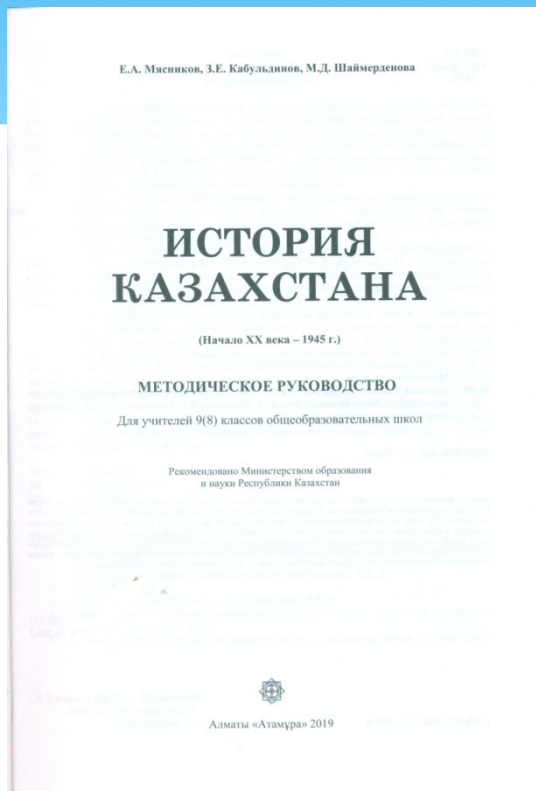 Е.А. Мясников, З.Е. Кабульдинов, М.Д. Шаймерденова
ИСТОРИЯ
КАЗАХСТАНА
(Начало XX века – 1945 г.)
МЕТОДИЧЕСКОЕ РУКОВОДСТВО
Для учителей 9(8) классов общеобразовательных школ
Рекомендовано Министерством образования
и науки Республики Казахстан
Алматы «Атамұра» 2019